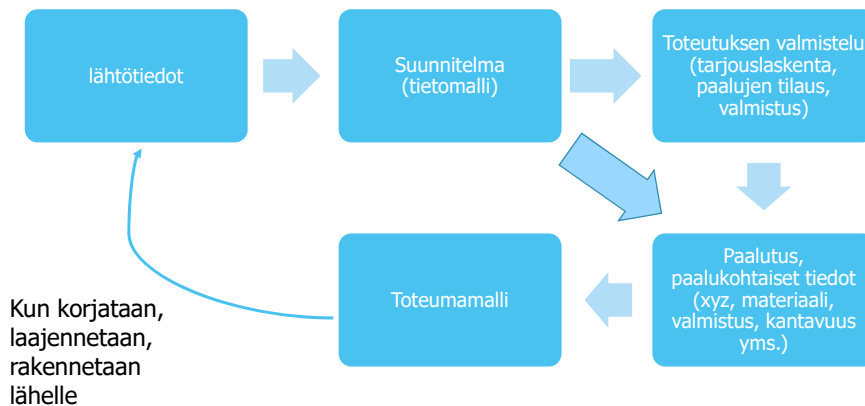 lähtötiedot
Suunnitelma
(tietomalli)
Toteutuksen valmistelu
(tarjouslaskenta,
paalujen tilaus,
valmistus)
Paalutus,
paalukohtaiset tiedot
(xyz, materiaali,
valmistus, kantavuus
yms.)
Toteumamalli
Kun korjataan,
laajennetaan,
rakennetaan
lähelle